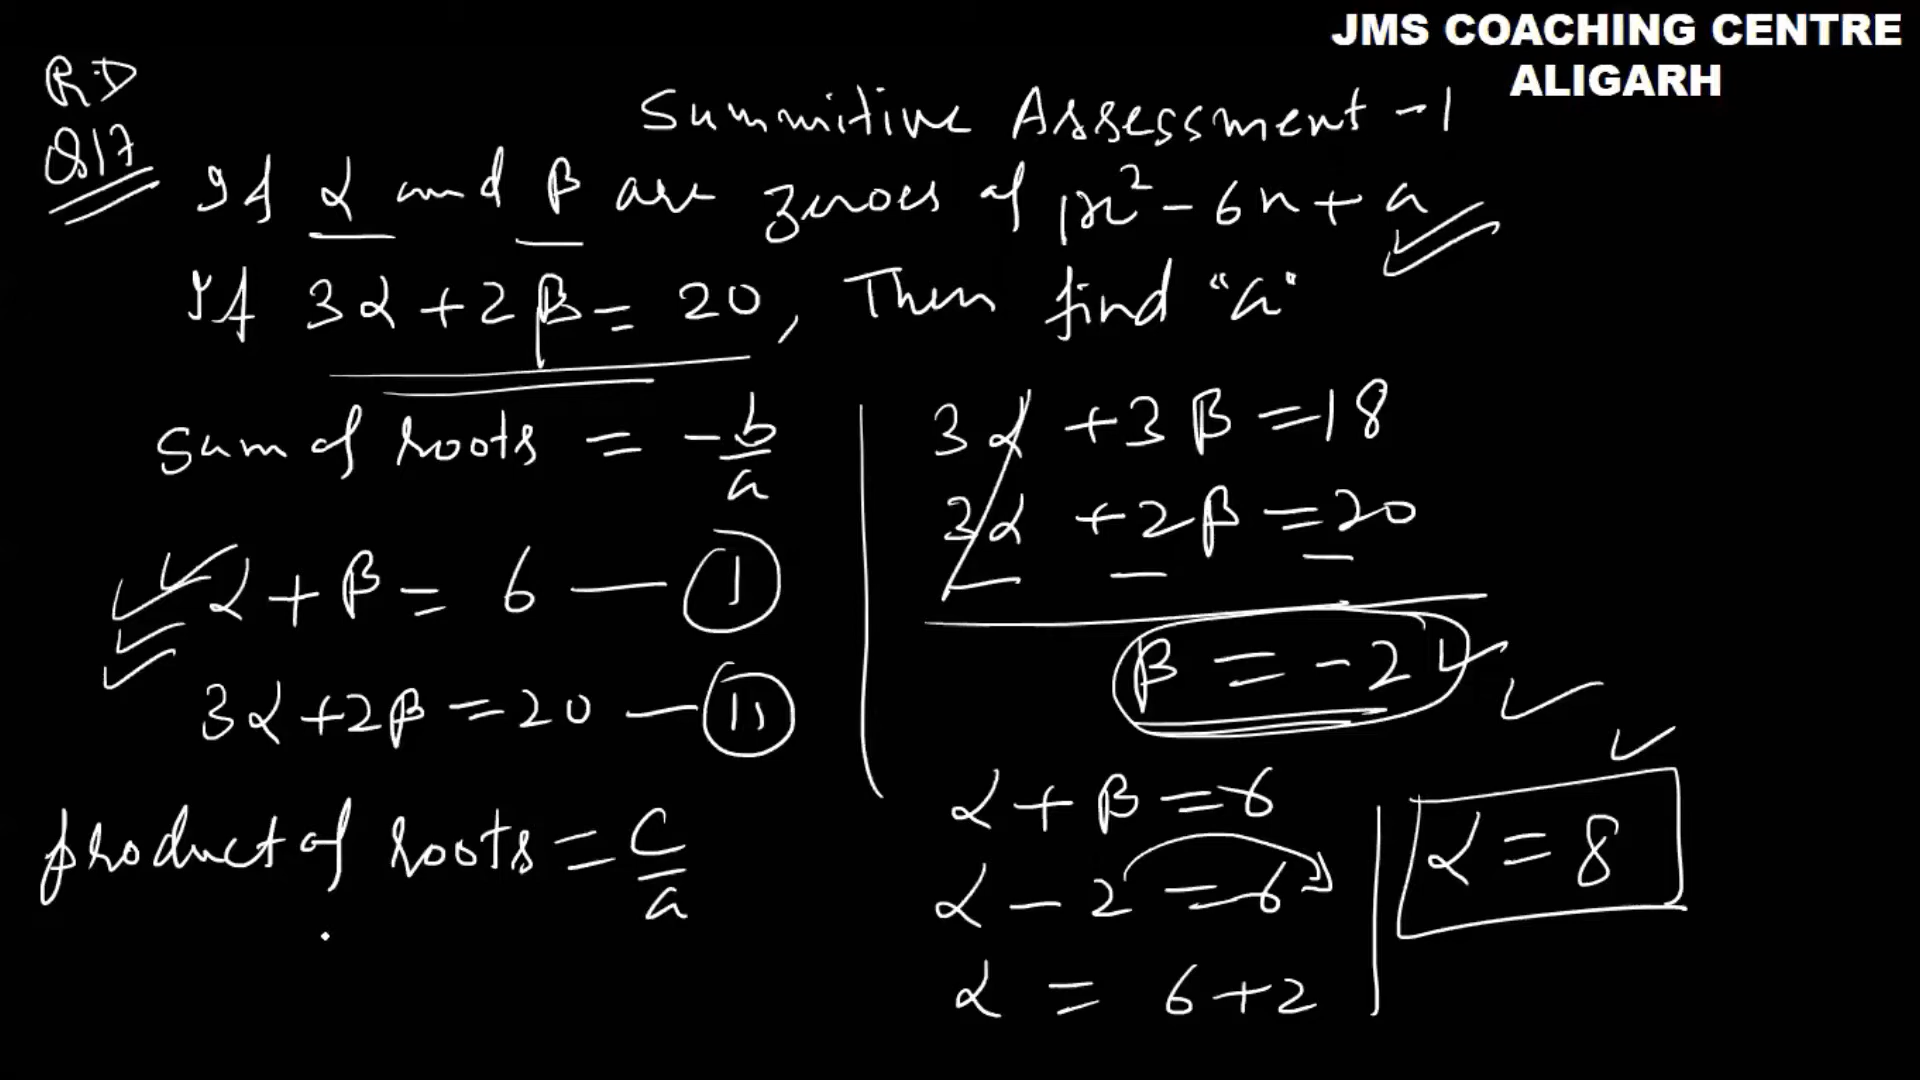 JMS COACHING CENTRE
ALIGARH
RD
Q17
Summitive Assessment - 1
If α and β are zeroes of 1x² - 6x + a
If 3α + 2β = 20, Then find "a"
sum of roots = -b/a
α + β = 6 — (I)
3α + 2β = 20 — (II)
product of roots = c/a
3α + 3β = 18
3α + 2β = 20
β = -2
α + β = 6
α - 2 = 6
α = 6 + 2
α = 8